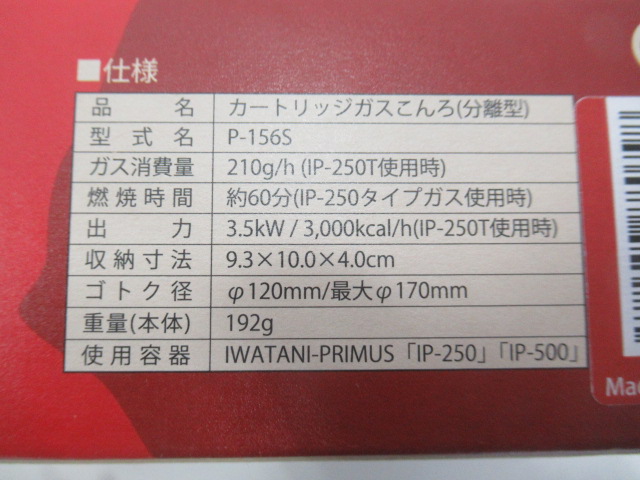 ■仕様
品名 カートリッジガスこんろ(分離型)
型式名 P-156S
ガス消費量 210g/h (IP-250T使用時)
燃焼時間 約60分(IP-250タイプガス使用時)
出力 3.5kW / 3,000kcal/h(IP-250T使用時)
収納寸法 9.3×10.0×4.0cm
ゴトク径 φ120mm/最大φ170mm
重量(本体) 192g
使用容器 IWATANI-PRIMUS「IP-250」「IP-500」